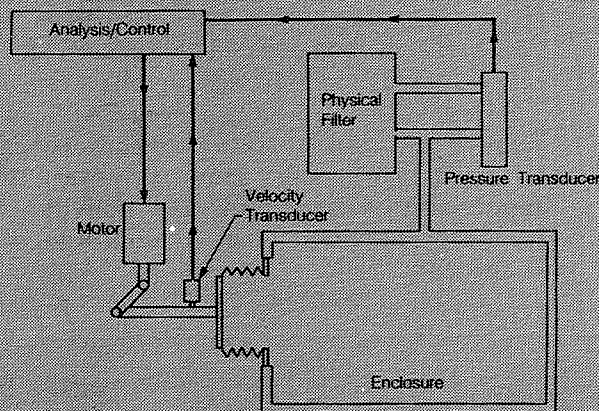 Analysis/Control
Physical
Filter
Pressure Transducer
Velocity
Transducer
Motor
Enclosure